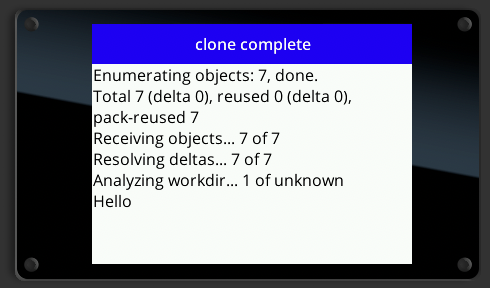 clone complete
Enumerating objects: 7, done.
Total 7 (delta 0), reused 0 (delta 0),
pack-reused 7
Receiving objects... 7 of 7
Resolving deltas... 7 of 7
Analyzing workdir... 1 of unknown
Hello